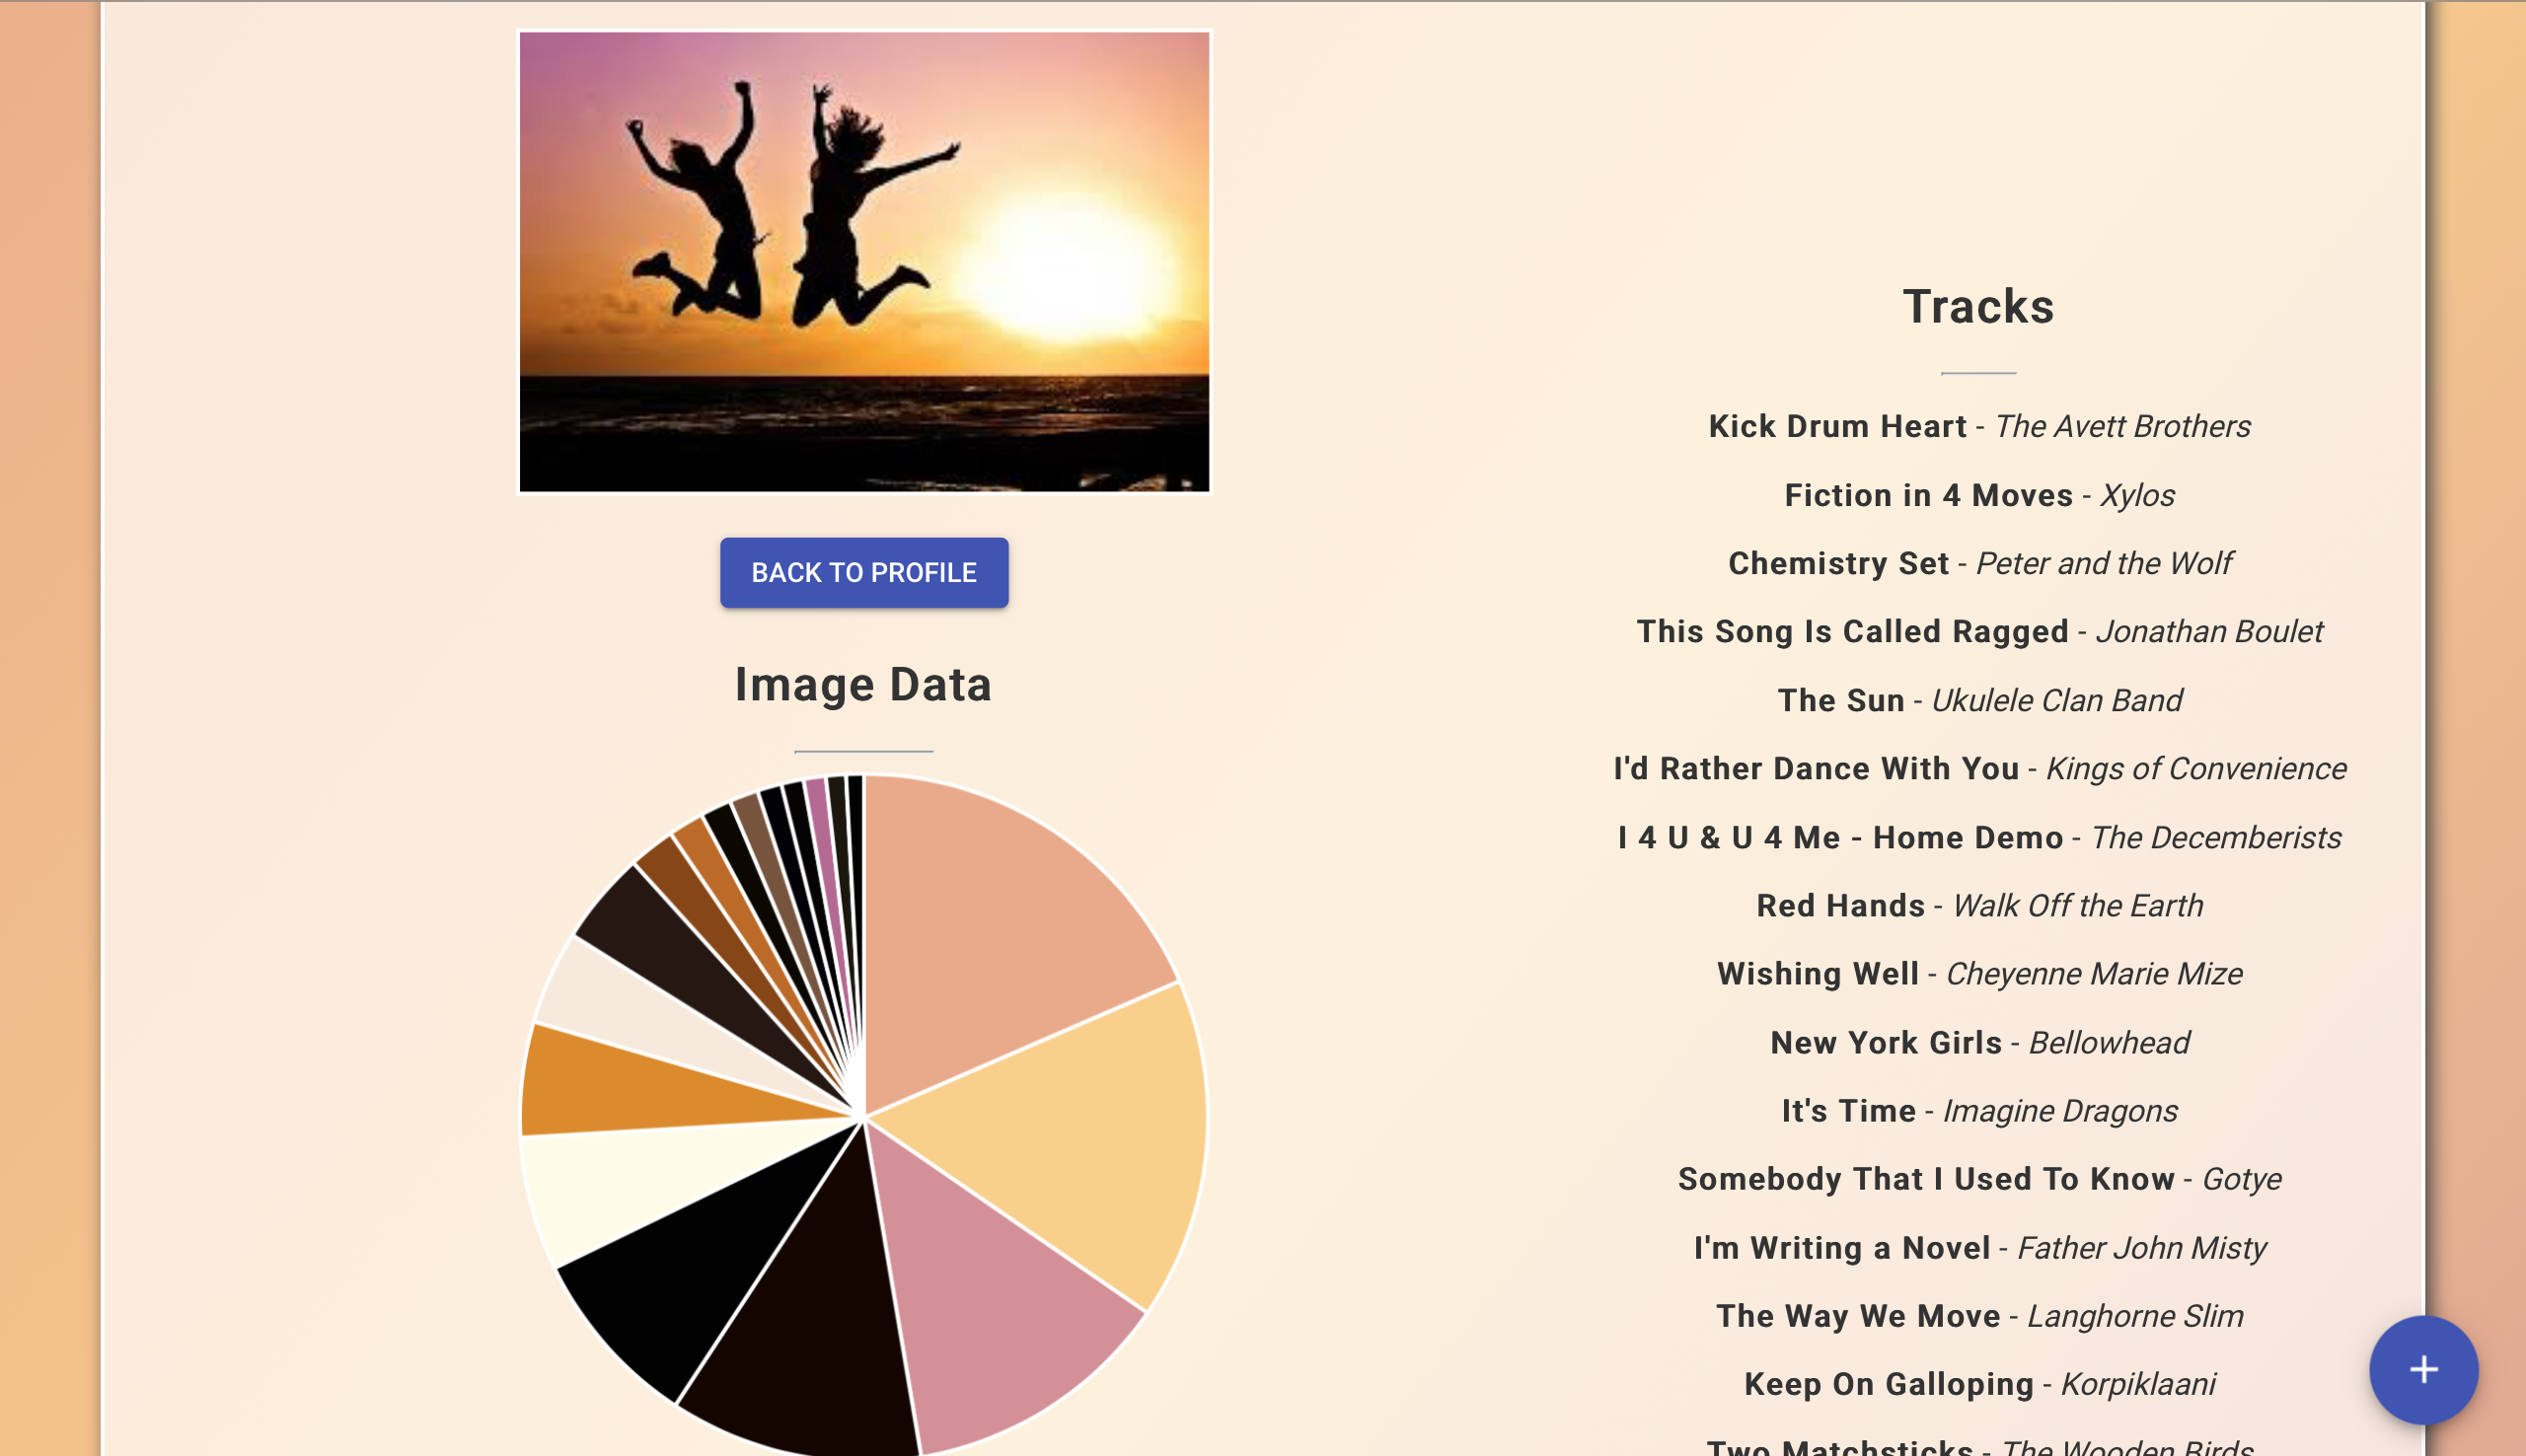 BACK TO PROFILE
Image Data
Tracks
Kick Drum Heart - The Avett Brothers
Fiction in 4 Moves - Xylos
Chemistry Set - Peter and the Wolf
This Song Is Called Ragged - Jonathan Boulet
The Sun - Ukulele Clan Band
I'd Rather Dance With You - Kings of Convenience
I 4 U & U 4 Me - Home Demo - The Decemberists
Red Hands - Walk Off the Earth
Wishing Well - Cheyenne Marie Mize
New York Girls - Bellowhead
It's Time - Imagine Dragons
Somebody That I Used To Know - Gotye
I'm Writing a Novel - Father John Misty
The Way We Move - Langhorne Slim
Keep On Galloping - Korpiklaani
+
Two Matchsticks - The Wooden Birds